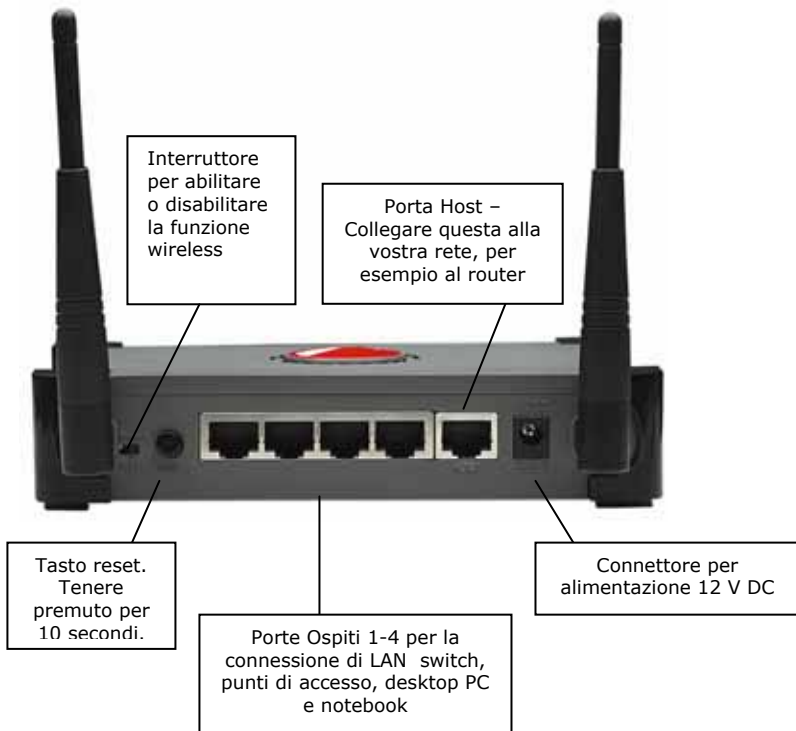 Interruttore
per abilitare
o disabilitare
la funzione
wireless
Porta Host –
Collegare questa alla
vostra rete, per
esempio al router
Tasto reset.
Tenere
premuto per
10 secondi.
Connettore per
alimentazione 12 V DC
Porte Ospiti 1-4 per la
connessione di LAN switch,
punti di accesso, desktop PC
e notebook